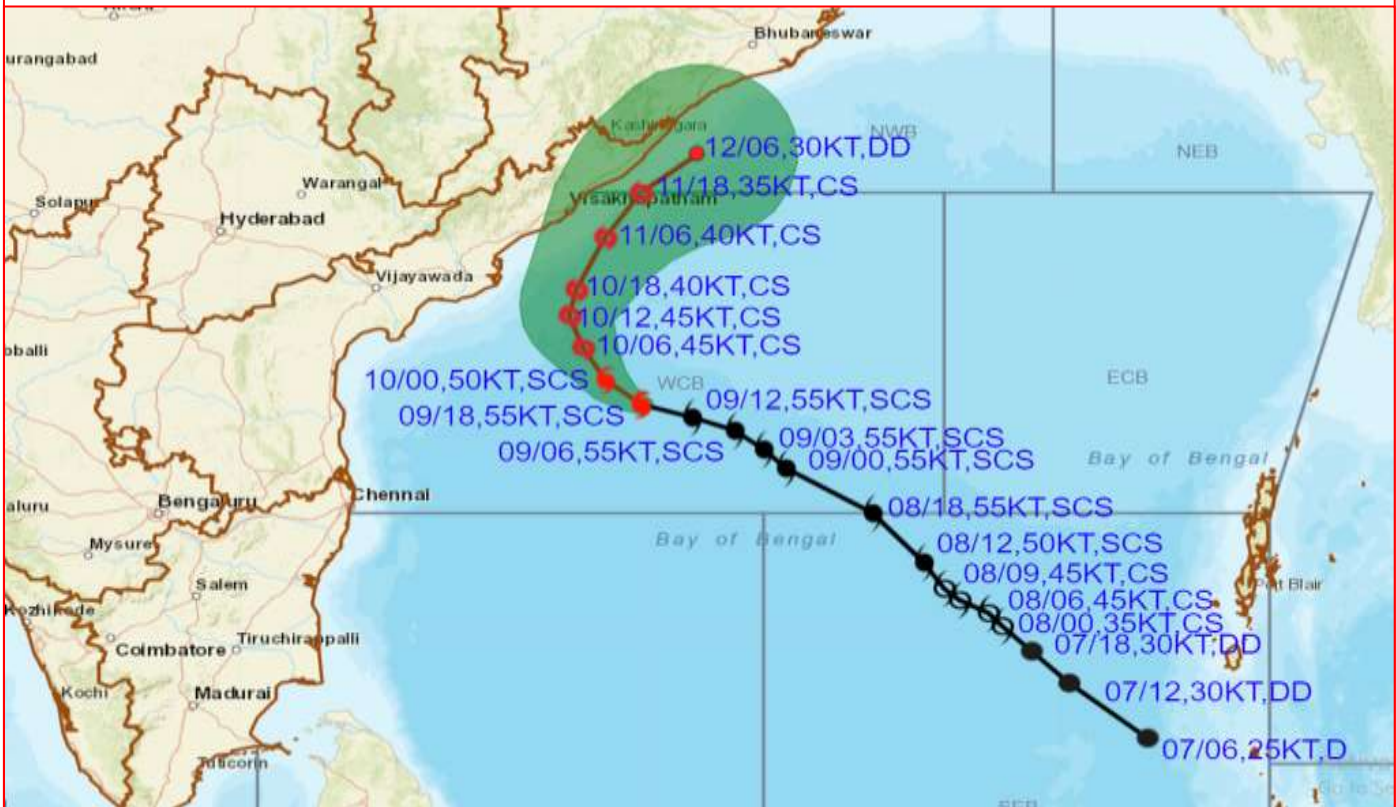 Bhubaneswar
urangabad
Kashinagara
NWB
12/06,30KT,DD
NEB
Warangal
11/18,35KT,CS
Solapu
Visakhapatnam
Hyderabad
11/06,40KT,CS
Vijayawada
10/18,40KT,CS
10/12,45KT,CS
obballi
10/06,45KT,CS
10/00,50KT,SCS
WCB
ECB
09/12,55KT,SCS
09/18,55KT,SCS
09/03,55KT,SCS
09/06,55KT,SCS
09/00,55KT,SCS
Bay of Bengal
Chennai
Bengaluru
aluru
08/18,55KT,SCS
Bay of Bengal
Mysure
08/12,50KT,SCS
08/09,45KT,CS
Salem
Port Blair
08/06,45KT,CS
Kozhikode
08/00,35KT,CS
Tiruchirappalli
Coimbatore
07/18,30KT,DD
Kochi
Madurai
07/12,30KT,DD
07/06,25KT,D
Tuticorin